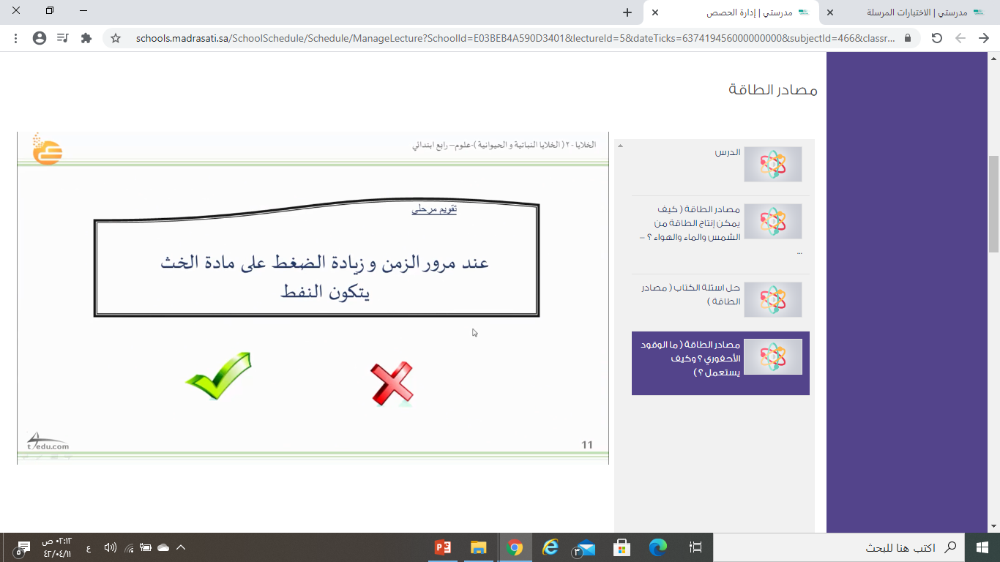 مدرستي | الاختبارات المرسلة
مدرستي | إدارة الحصص
schools.madrasati.sa/SchoolSchedule/Schedule/ManageLecture?SchoolId=E03BEB4A590D3401&lectureId=5&dateTicks=637419456000000000&subjectId=466&classr...
مصادر الطاقة
الدرس
مصادر الطاقة ( كيف
يمكن إنتاج الطاقة من
الشمس والماء والهواء ؟ –
...
حل اسئلة الكتاب ( مصادر
الطاقة )
مصادر الطاقة ( ما الوقود
الأحفوري ؟ وكيف
يستعمل ؟ )
الخلايا - ٢ ( الخلايا النباتية و الحيوانية )-علوم– رابع ابتدائي
تقويم مرحلي
عند مرور الزمن و زيادة الضغط على مادة الخث
يتكون النفط
t4edu.com
11
اكتب هنا للبحث
٣
ع
٠٢:١٢ ص
٤٢/٠٤/١١
٥